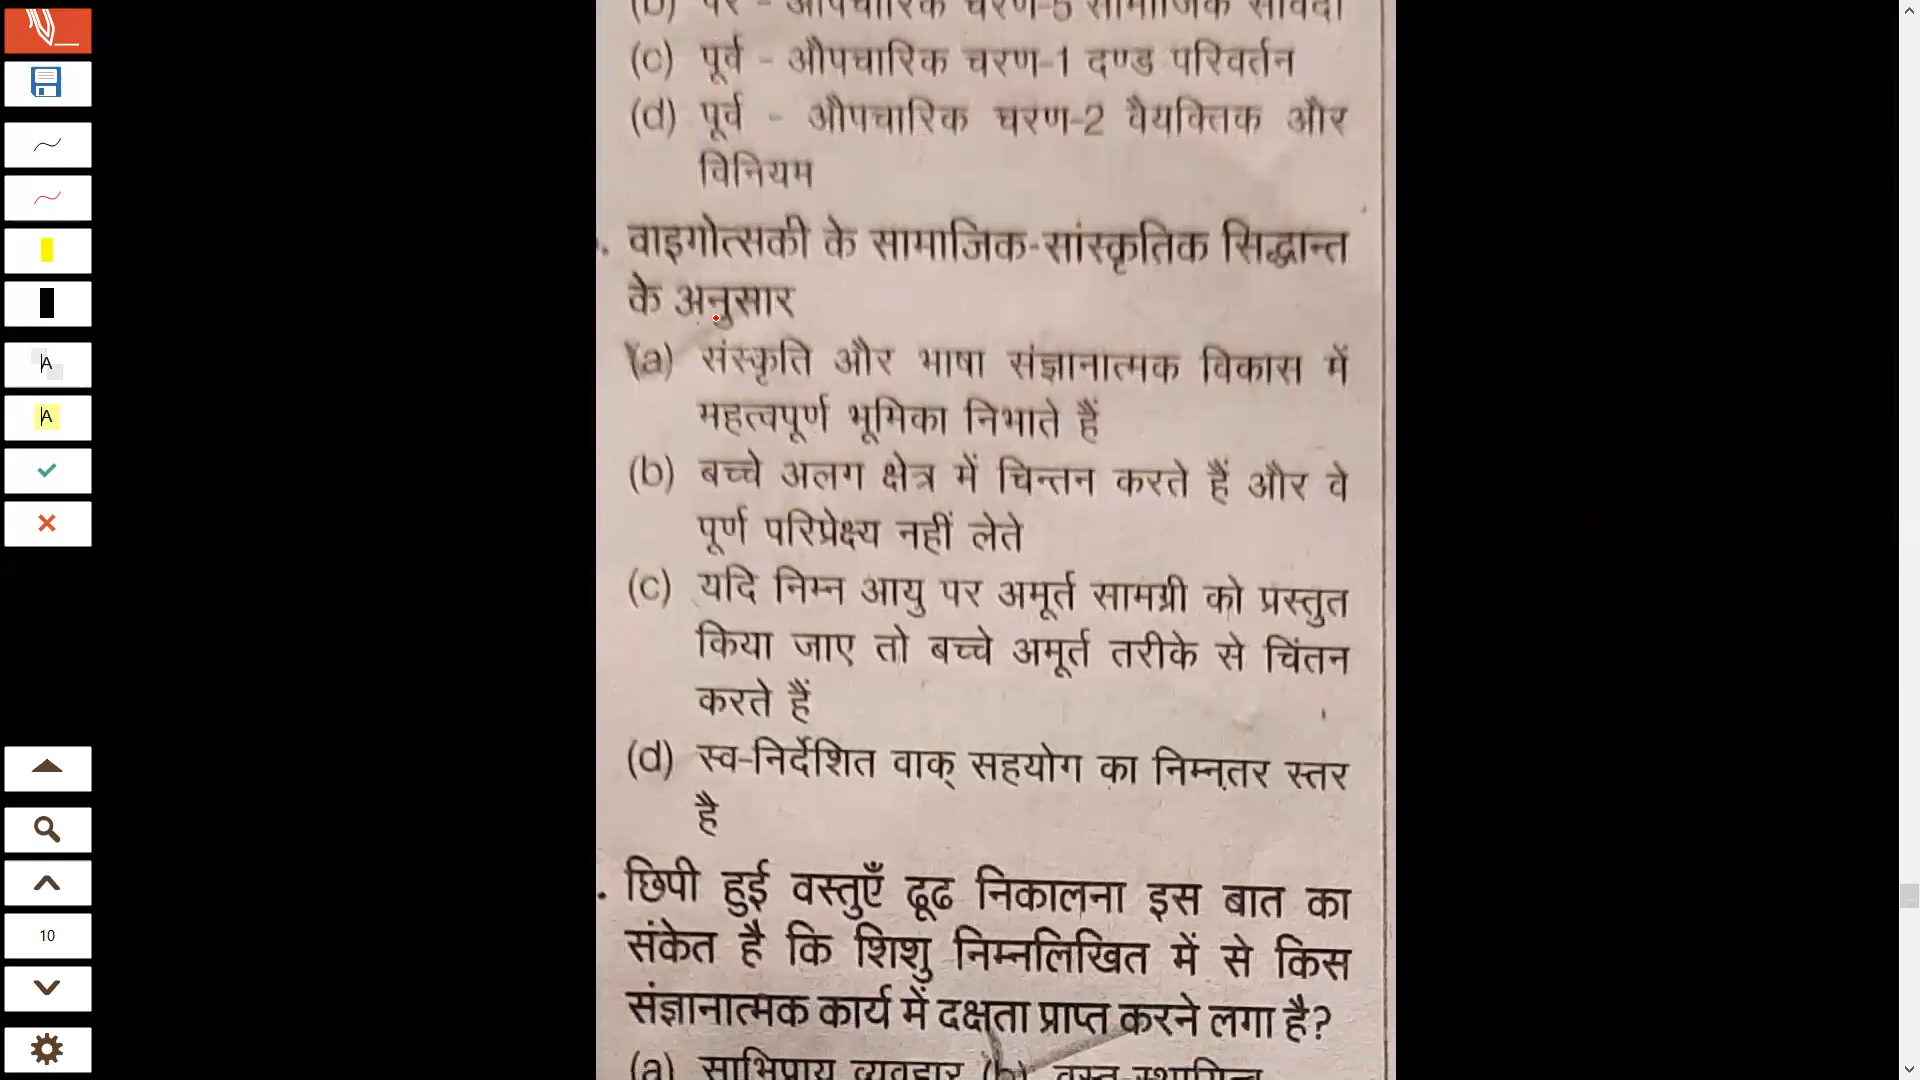 (c) पूर्व - औपचारिक चरण-1 दण्ड परिवर्तन
(d) पूर्व - औपचारिक चरण-2 वैयक्तिक और
विनियम
. वाइगोत्सकी के सामाजिक-सांस्कृतिक सिद्धान्त
के अनुसार
(a) संस्कृति और भाषा संज्ञानात्मक विकास में
महत्वपूर्ण भूमिका निभाते हैं
(b) बच्चे अलग क्षेत्र में चिन्तन करते हैं और वे
पूर्ण परिप्रेक्ष्य नहीं लेते
(c) यदि निम्न आयु पर अमूर्त सामग्री को प्रस्तुत
किया जाए तो बच्चे अमूर्त तरीके से चिंतन
करते हैं
(d) स्व-निर्देशित वाक् सहयोग का निम्नतर स्तर
है
. छिपी हुई वस्तुएँ ढूढ निकालना इस बात का
संकेत है कि शिशु निम्नलिखित में से किस
संज्ञानात्मक कार्य में दक्षता प्राप्त करने लगा है?
A
A
10